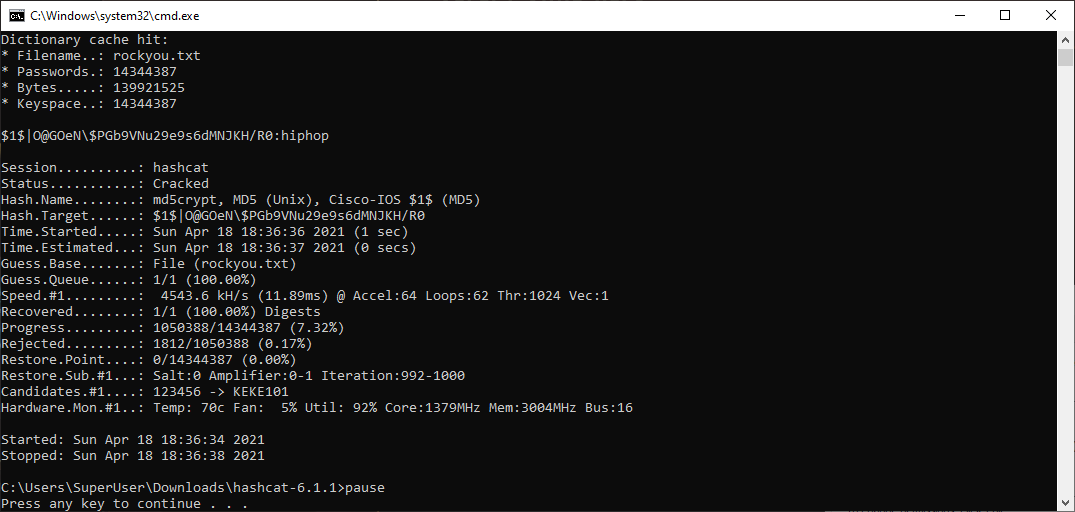 C:\Windows\system32\cmd.exe
Dictionary cache hit:
* Filename..: rockyou.txt
* Passwords.: 14344387
* Bytes.....: 139921525
* Keyspace..: 14344387
$1$|O@GOeN\$PGb9VNu29e9s6dMNJKH/R0:hiphop
Session..........: hashcat
Status...........: Cracked
Hash.Name........: md5crypt, MD5 (Unix), Cisco-IOS $1$ (MD5)
Hash.Target......: $1$|O@GOeN\$PGb9VNu29e9s6dMNJKH/R0
Time.Started.....: Sun Apr 18 18:36:36 2021 (1 sec)
Time.Estimated...: Sun Apr 18 18:36:37 2021 (0 secs)
Guess.Base.......: File (rockyou.txt)
Guess.Queue......: 1/1 (100.00%)
Speed.#1.........:  4543.6 kH/s (11.89ms) @ Accel:64 Loops:62 Thr:1024 Vec:1
Recovered........: 1/1 (100.00%) Digests
Progress.........: 1050388/14344387 (7.32%)
Rejected.........: 1812/1050388 (0.17%)
Restore.Point....: 0/14344387 (0.00%)
Restore.Sub.#1...: Salt:0 Amplifier:0-1 Iteration:992-1000
Candidates.#1....: 123456 -> KEKE101
Hardware.Mon.#1..: Temp: 70c Fan:  5% Util: 92% Core:1379MHz Mem:3004MHz Bus:16
Started: Sun Apr 18 18:36:34 2021
Stopped: Sun Apr 18 18:36:38 2021
C:\Users\SuperUser\Downloads\hashcat-6.1.1>pause
Press any key to continue . . .